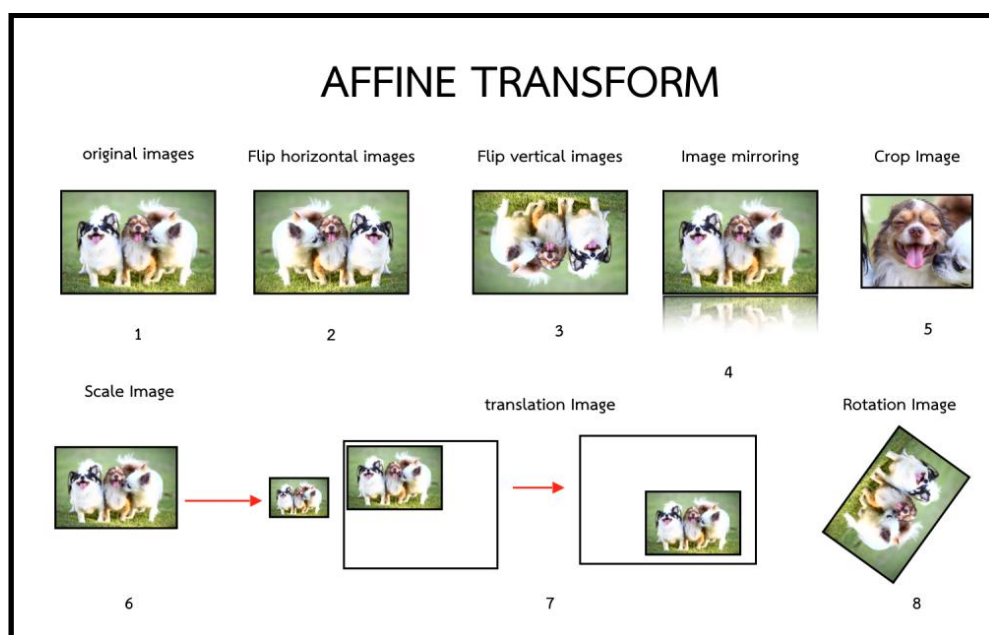 AFFINE TRANSFORM
original images
Flip horizontal images
Flip vertical images
Image mirroring
Crop Image
1
2
3
4
5
Scale Image
translation Image
Rotation Image
6
7
8